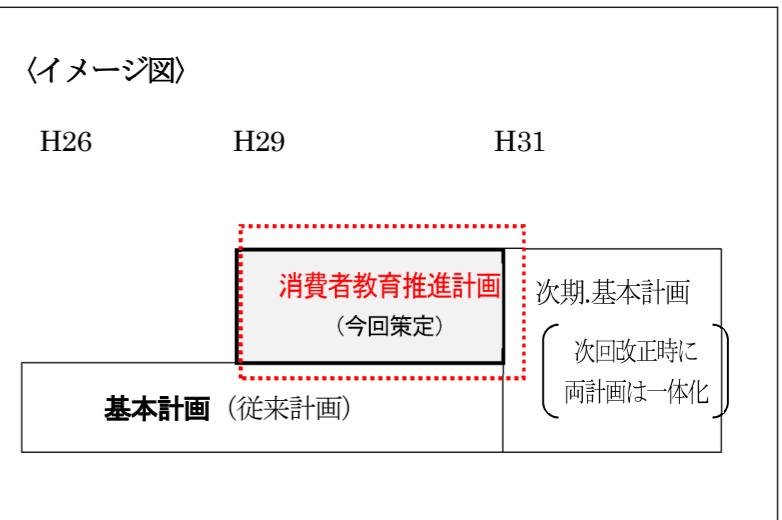 〈イメージ図〉
H26 H29 H31
消費者教育推進計画
（今回策定）
次期.基本計画
次回改正時に
両計画は一体化
基本計画（従来計画）